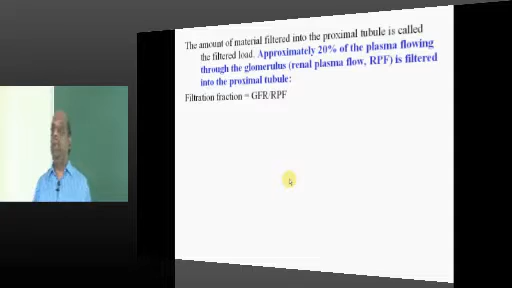 The amount of material filtered into the proximal tubule is called
the filtered load. Approximately 20% of the plasma flowing
through the glomerulus (renal plasma flow, RPF) is filtered
into the proximal tubule:
Filtration fraction = GFR/RPF